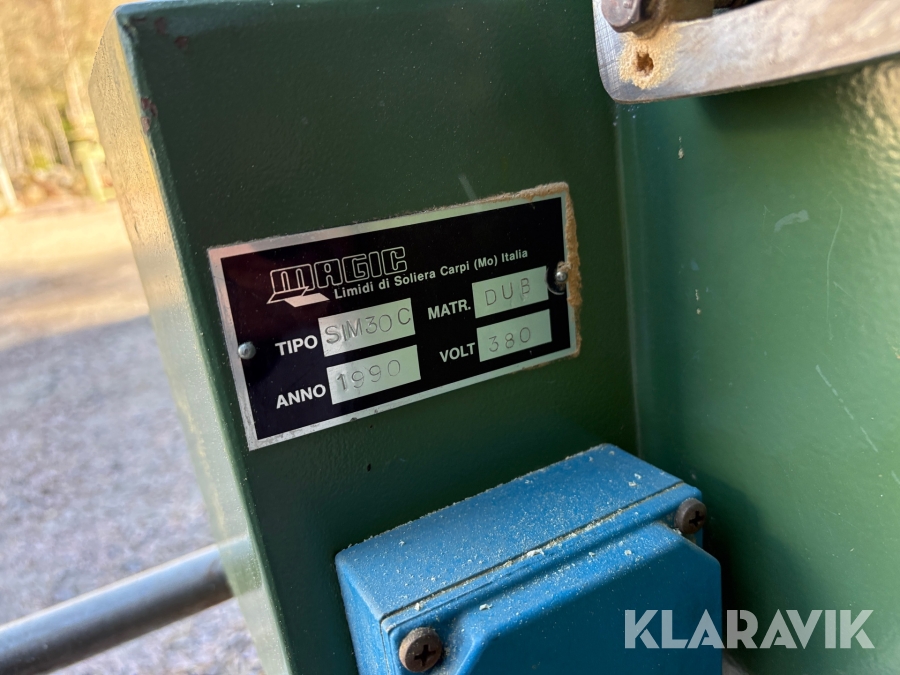 MAGIC
Limidi di Soliera Carpi (Mo) Italia
TIPO SIM30C MATR. DUB
ANNO 1990 VOLT 380
KLARAVIK